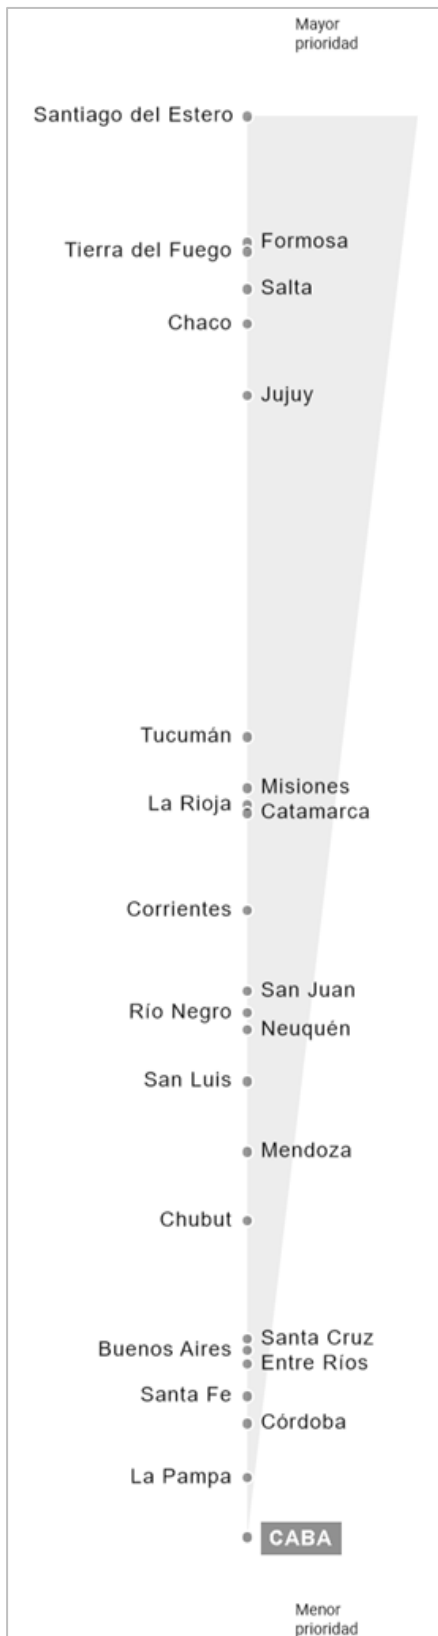 Mayor
prioridad
Santiago del Estero
Formosa
Tierra del Fuego
Salta
Chaco
Jujuy
Tucumán
Misiones
La Rioja
Catamarca
Corrientes
San Juan
Río Negro
Neuquén
San Luis
Mendoza
Chubut
Santa Cruz
Buenos Aires
Entre Ríos
Santa Fe
Córdoba
La Pampa
CABA
Menor
prioridad